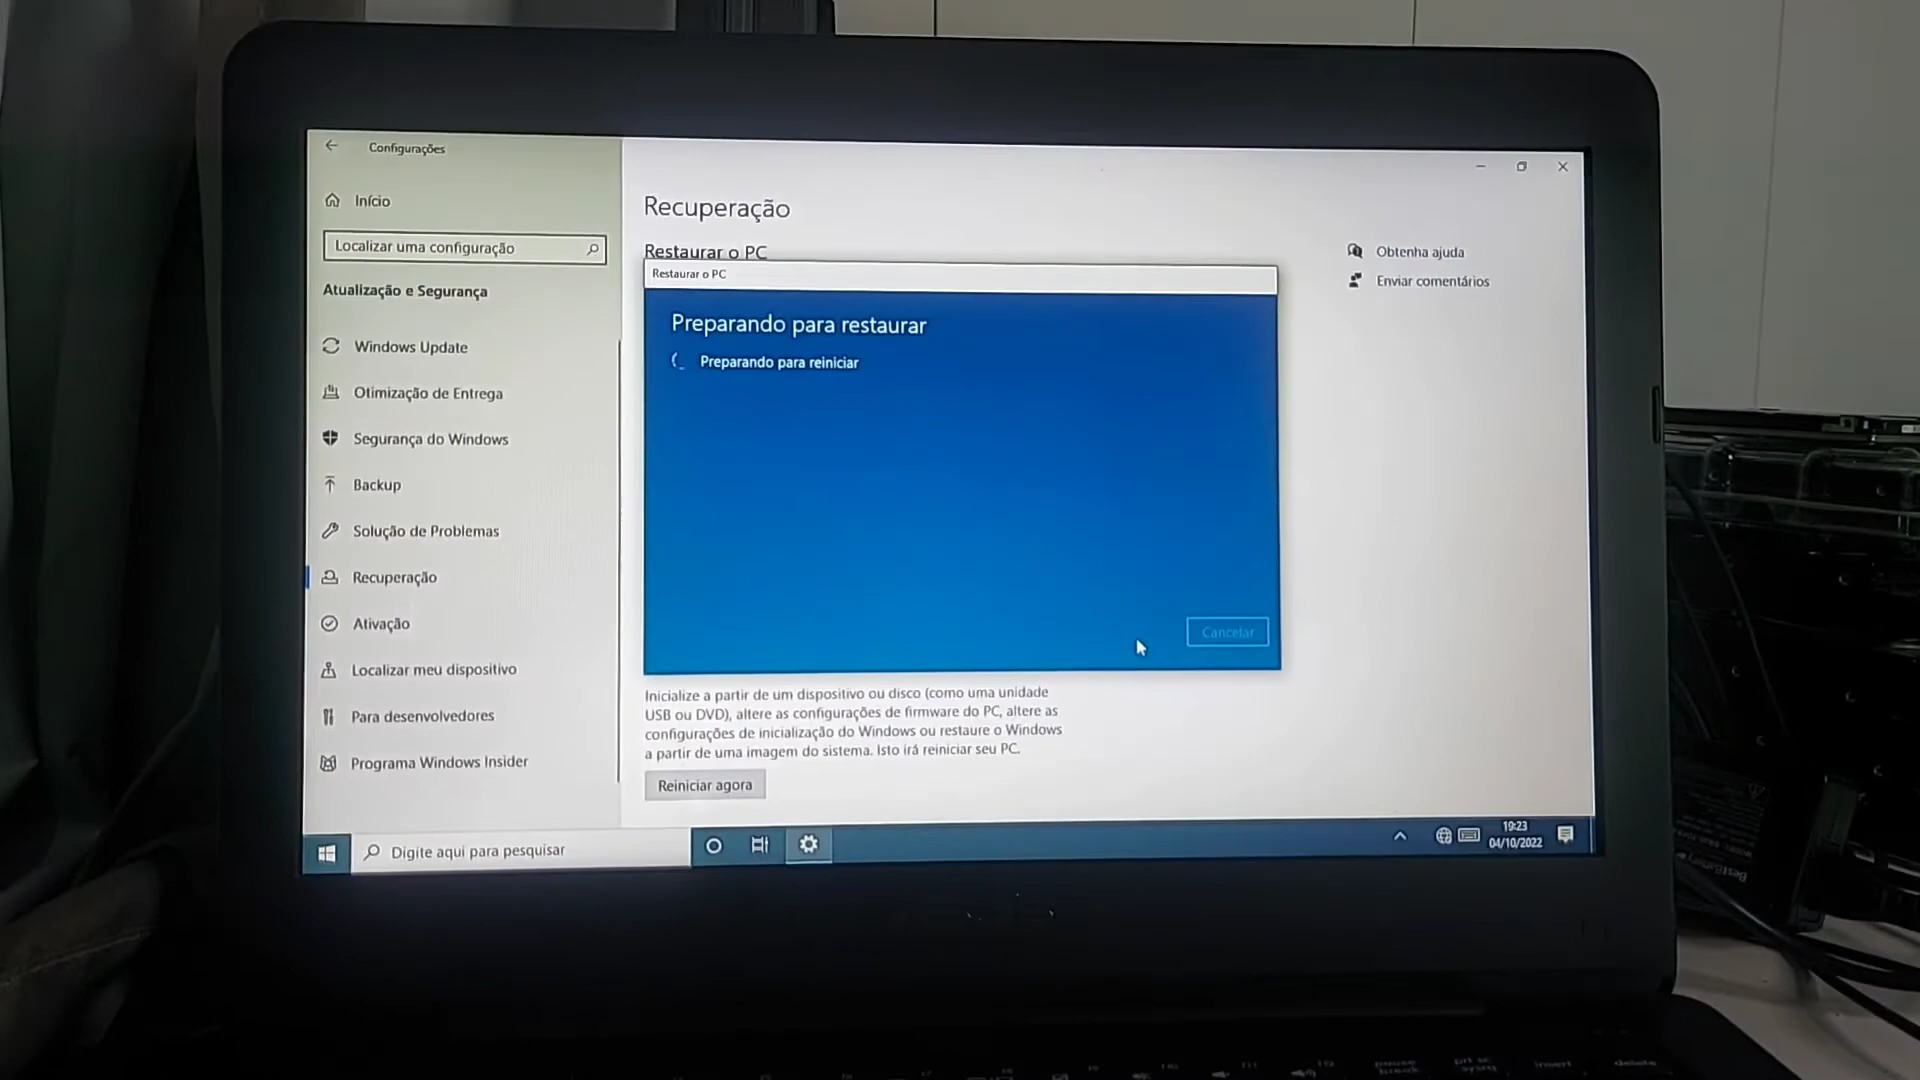 Configurações
Início
Localizar uma configuração
Atualização e Segurança
Windows Update
Otimização de Entrega
Segurança do Windows
Backup
Solução de Problemas
Recuperação
Ativação
Localizar meu dispositivo
Para desenvolvedores
Programa Windows Insider
Recuperação
Restaurar o PC
Restaurar o PC
Preparando para restaurar
Preparando para reiniciar
Cancelar
Inicialize a partir de um dispositivo ou disco (como uma unidade
USB ou DVD), altere as configurações de firmware do PC, altere as
configurações de inicialização do Windows ou restaure o Windows
a partir de uma imagem do sistema. Isto irá reiniciar seu PC.
Reiniciar agora
Obtenha ajuda
Enviar comentários
Digite aqui para pesquisar
19:23
04/10/2022
BestBattery
insert
delete